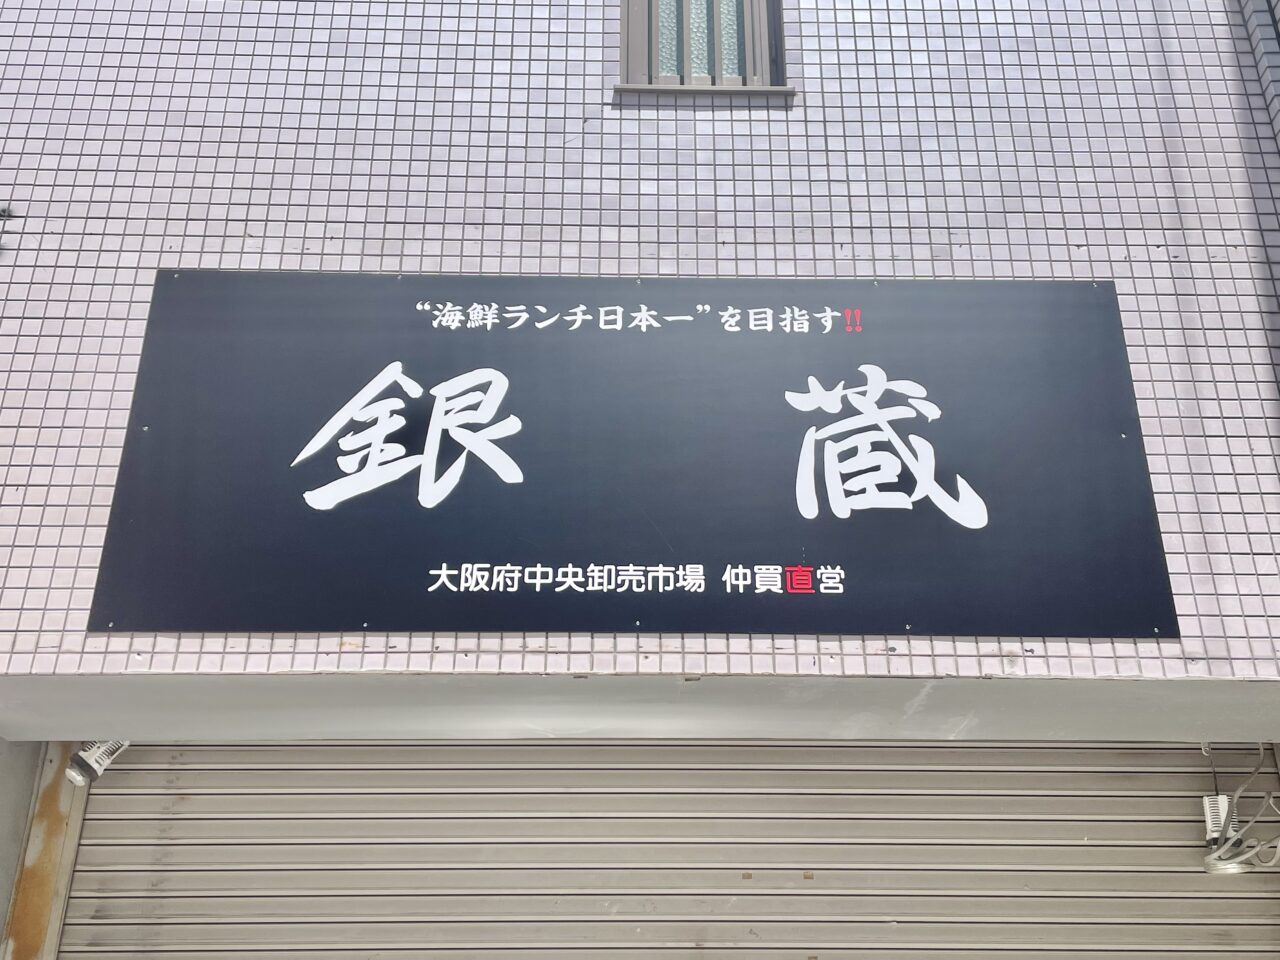 “海鮮ランチ日本一”を目指す!!
銀 蔵
大阪府中央卸売市場 仲買直営